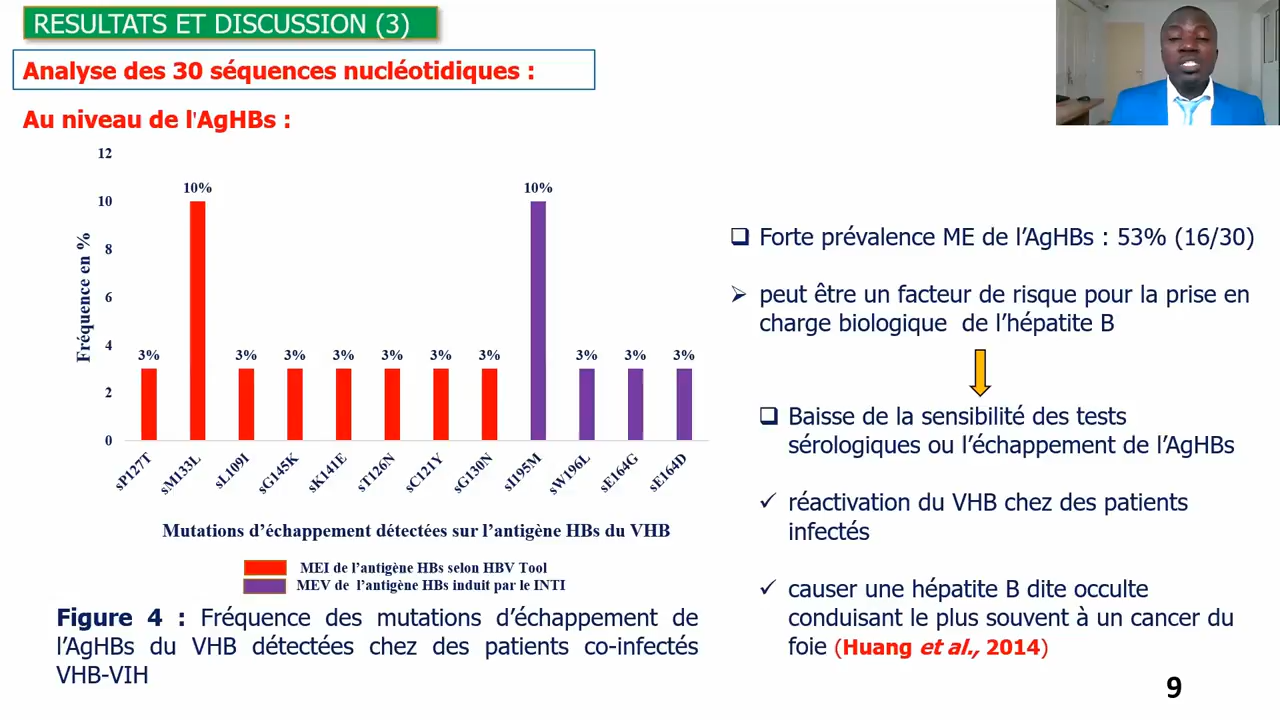 RESULTATS ET DISCUSSION (3)
Analyse des 30 séquences nucléotidiques :
Au niveau de l'AgHBs :
12
10
8
6
4
2
0
Fréquence en %
3%
10%
3%
3%
3%
3%
3%
3%
10%
3%
3%
3%
sP127T
sM133L
sL109I
sG145K
sK141E
sT126N
sC121Y
sG130N
sI195M
sW196L
sE164G
sE164D
Mutations d'échappement détectées sur l'antigène HBs du VHB
MEI de l'antigène HBs selon HBV Tool
MEV de l'antigène HBs induit par le INTI
Figure 4 : Fréquence des mutations d'échappement de
l'AgHBs du VHB détectées chez des patients co-infectés
VHB-VIH
Forte prévalence ME de l'AgHBs : 53% (16/30)
peut être un facteur de risque pour la prise en
charge biologique de l'hépatite B
Baisse de la sensibilité des tests
sérologiques ou l'échappement de l'AgHBs
réactivation du VHB chez des patients
infectés
causer une hépatite B dite occulte
conduisant le plus souvent à un cancer du
foie (Huang et al., 2014)
9